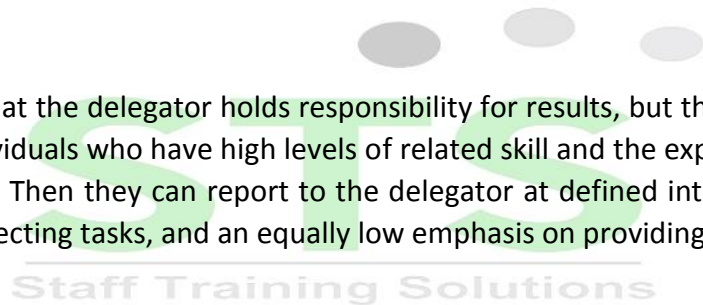 at the delegator holds responsibility for results, but th
viduals who have high levels of related skill and the exp
Then they can report to the delegator at defined int
ecting tasks, and an equally low emphasis on providing
STS
Staff Training Solutions